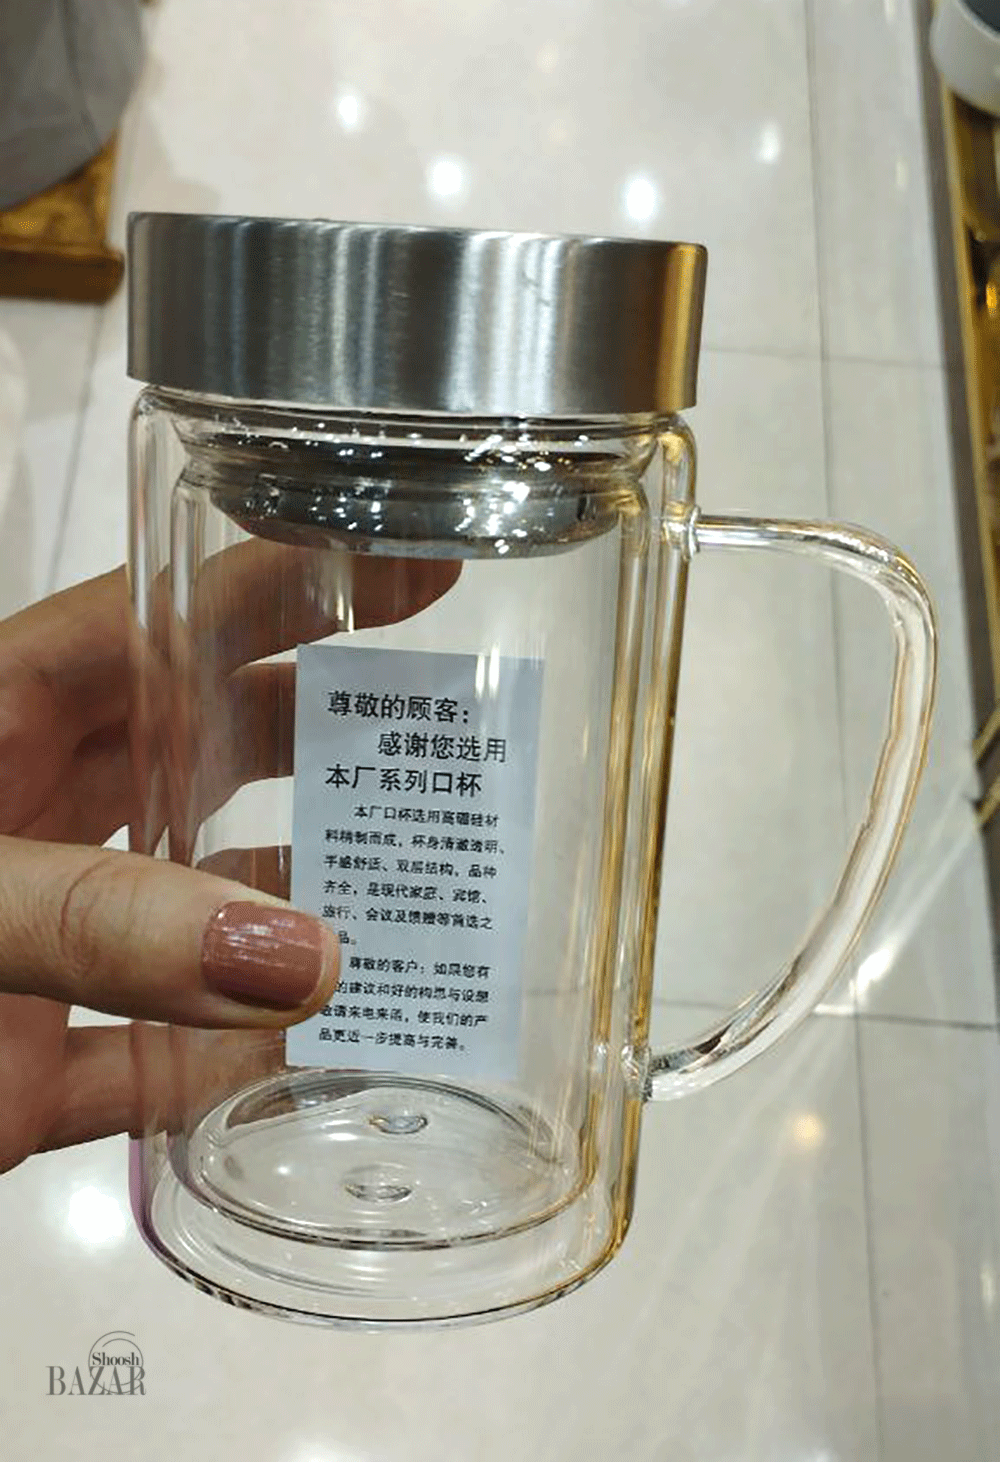 尊敬的顾客：
感谢您选用
本厂系列口杯
本厂口杯选用高硼硅材
料精制而成，杯身清澈透明、
手感舒适、双层结构，品种
齐全，是现代家庭、宾馆、
旅行、会议及馈赠等首选之
品。
尊敬的客户：如果您有
的建议和好的构思与设想
敬请来电来函，使我们的产
品更近一步提高与完善。
Shoosh
BAZAR